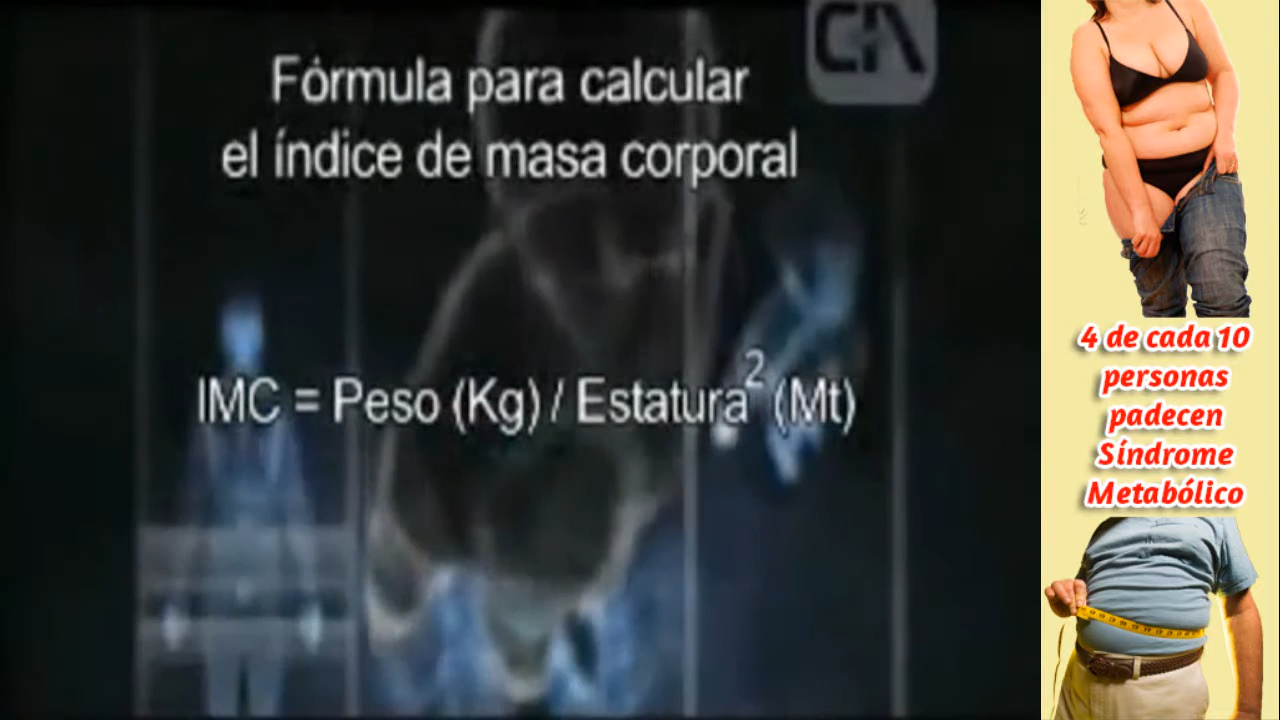 CIA
Fórmula para calcular
el índice de masa corporal
IMC = Peso (Kg) / Estatura² (Mt)
4 de cada 10
personas
padecen
Síndrome
Metabólico